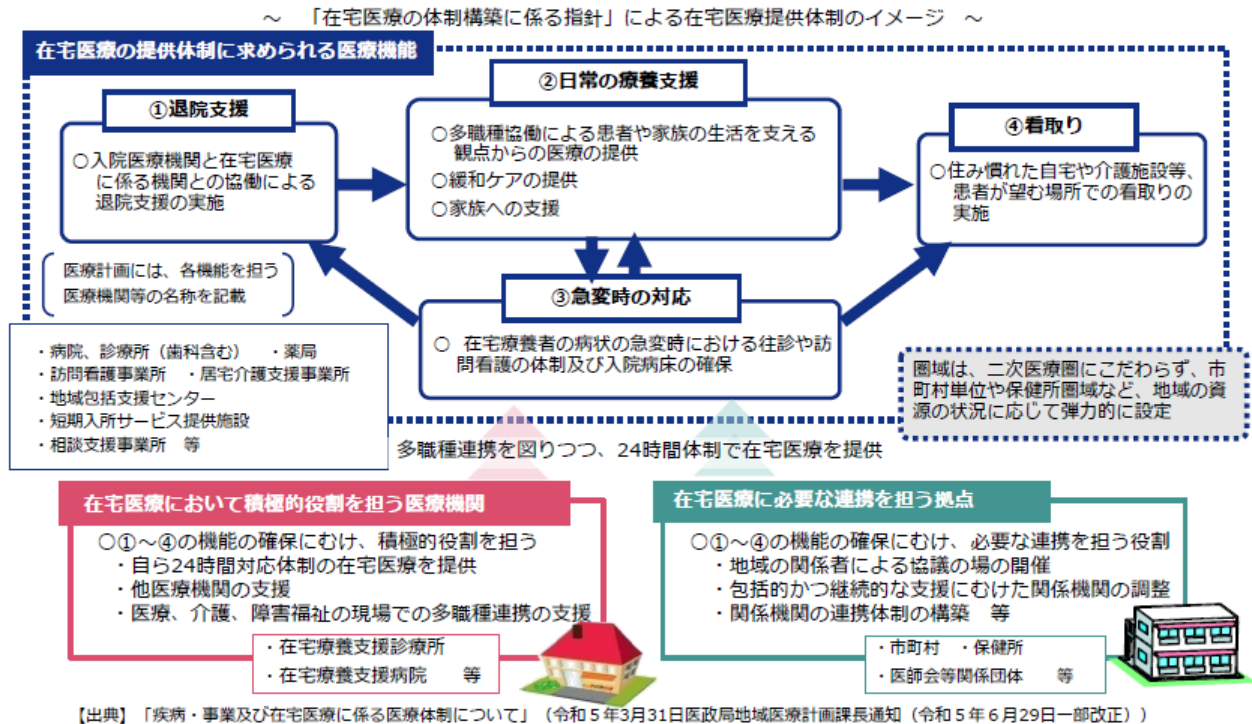 ～　「在宅医療の体制構築に係る指針」による在宅医療提供体制のイメージ　～
在宅医療の提供体制に求められる医療機能
①退院支援
○入院医療機関と在宅医療
に係る機関との協働による
退院支援の実施
②日常の療養支援
○多職種協働による患者や家族の生活を支える
観点からの医療の提供
○緩和ケアの提供
○家族への支援
④看取り
○住み慣れた自宅や介護施設等、
患者が望む場所での看取りの
実施
医療計画には、各機能を担う
医療機関等の名称を記載
③急変時の対応
○ 在宅療養者の病状の急変時における往診や訪
問看護の体制及び入院病床の確保
・病院、診療所（歯科含む）　・薬局
・訪問看護事業所　・居宅介護支援事業所
・地域包括支援センター
・短期入所サービス提供施設
・相談支援事業所　等
圏域は、二次医療圏にこだわらず、市
町村単位や保健所圏域など、地域の資
源の状況に応じて弾力的に設定
多職種連携を図りつつ、24時間体制で在宅医療を提供
在宅医療において積極的役割を担う医療機関
○①～④の機能の確保にむけ、積極的役割を担う
・自ら24時間対応体制の在宅医療を提供
・他医療機関の支援
・医療、介護、障害福祉の現場での多職種連携の支援
・在宅療養支援診療所
・在宅療養支援病院　等
在宅医療に必要な連携を担う拠点
○①～④の機能の確保にむけ、必要な連携を担う役割
・地域の関係者による協議の場の開催
・包括的かつ継続的な支援にむけた関係機関の調整
・関係機関の連携体制の構築　等
・市町村　・保健所
・医師会等関係団体　等
【出典】「疾病・事業及び在宅医療に係る医療体制について」（令和５年3月31日医政局地域医療計画課長通知（令和５年６月29日一部改正））